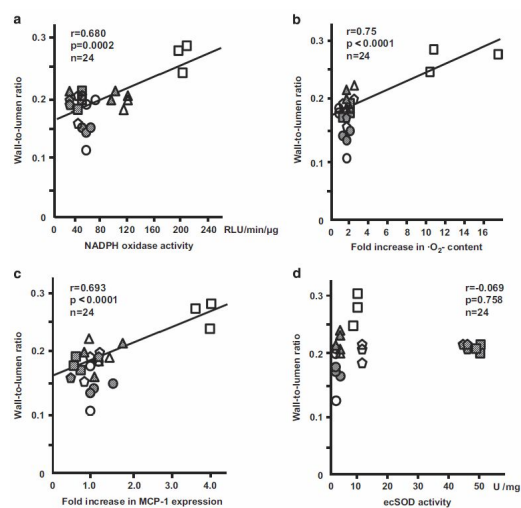 a
r=0.680
p=0.0002
n=24
Wall-to-lumen ratio
0.3
0.2
0.1
0
0 40 80 120 160 200 240 RLU/min/µg
NADPH oxidase activity
b
r=0.75
p<0.0001
n=24
Wall-to-lumen ratio
0.3
0.2
0.1
0
0 2 4 6 8 10 12 14 16
Fold increase in ·O2- content
c
r=0.693
p<0.0001
n=24
Wall-to-lumen ratio
0.3
0.2
0.1
0
0 1.0 2.0 3.0 4.0
Fold increase in MCP-1 expression
d
r=-0.069
p=0.758
n=24
Wall-to-lumen ratio
0.3
0.2
0.1
0
0 10 20 30 40 50 U /mg
ecSOD activity